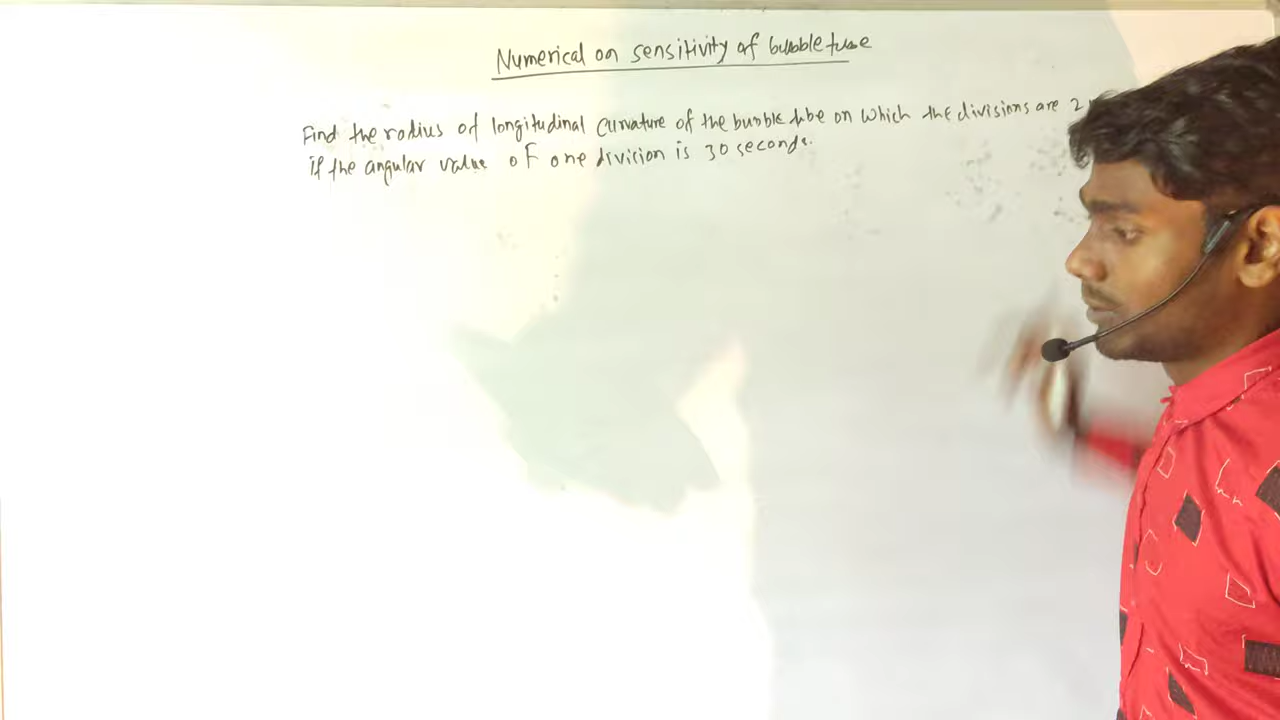 Numerical on sensitivity of bubble tube
Find the radius of longitudinal curvature of the bubble tube on which the divisions are 2
if the angular value of one division is 30 seconds.